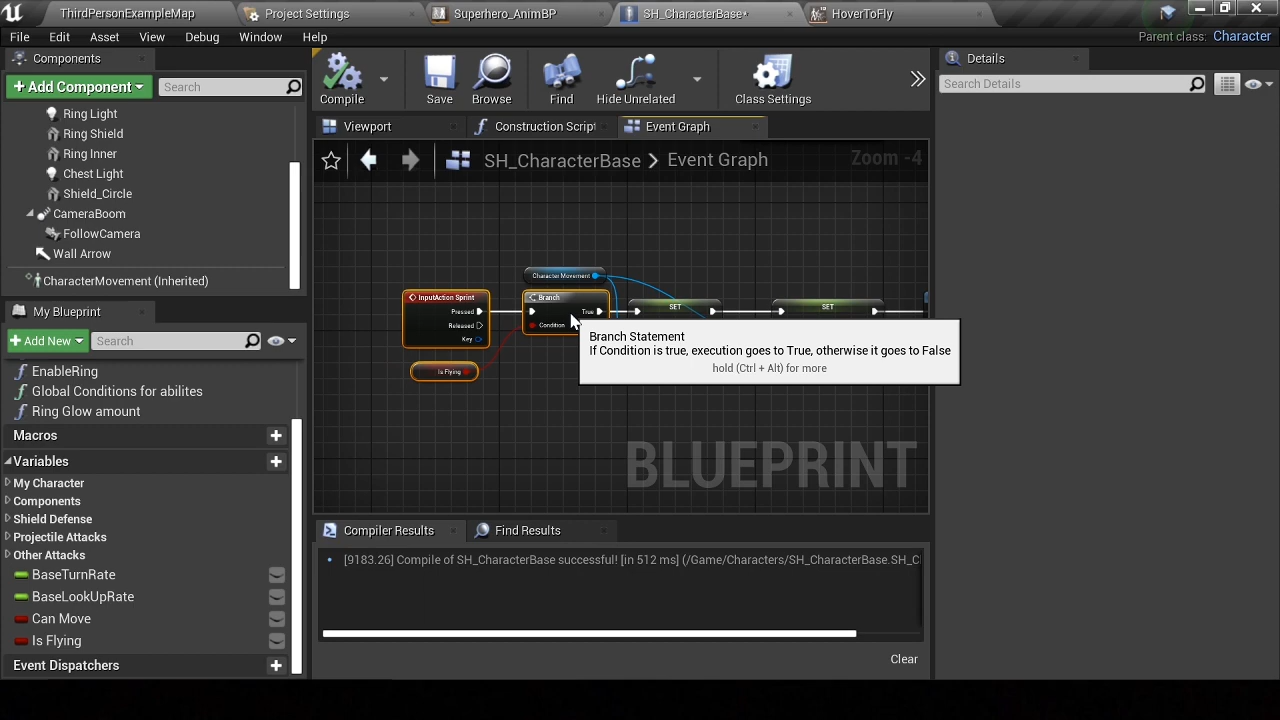 ThirdPersonExampleMap
Project Settings
Superhero_AnimBP
SH_CharacterBase*
HoverToFly
File Edit Asset View Debug Window Help
Parent class: Character
Components
+ Add Component
Search
Ring Light
Ring Shield
Ring Inner
Chest Light
Shield_Circle
CameraBoom
FollowCamera
Wall Arrow
CharacterMovement (Inherited)
My Blueprint
+ Add New
Search
EnableRing
Global Conditions for abilites
Ring Glow amount
Macros
Variables
My Character
Components
Shield Defense
Projectile Attacks
Other Attacks
BaseTurnRate
BaseLookUpRate
Can Move
Is Flying
Event Dispatchers
Compile
Save
Browse
Find
Hide Unrelated
Class Settings
Viewport
Construction Script
Event Graph
SH_CharacterBase > Event Graph
Zoom -4
Character Movement
InputAction Sprint
Pressed
Released
Key
Branch
True
Condition
SET
SET
Is Flying
Branch Statement
If Condition is true, execution goes to True, otherwise it goes to False
hold (Ctrl + Alt) for more
BLUEPRINT
Compiler Results
Find Results
[9183.26] Compile of SH_CharacterBase successful! [in 512 ms] (/Game/Characters/SH_CharacterBase.SH_C
Clear
Details
Search Details